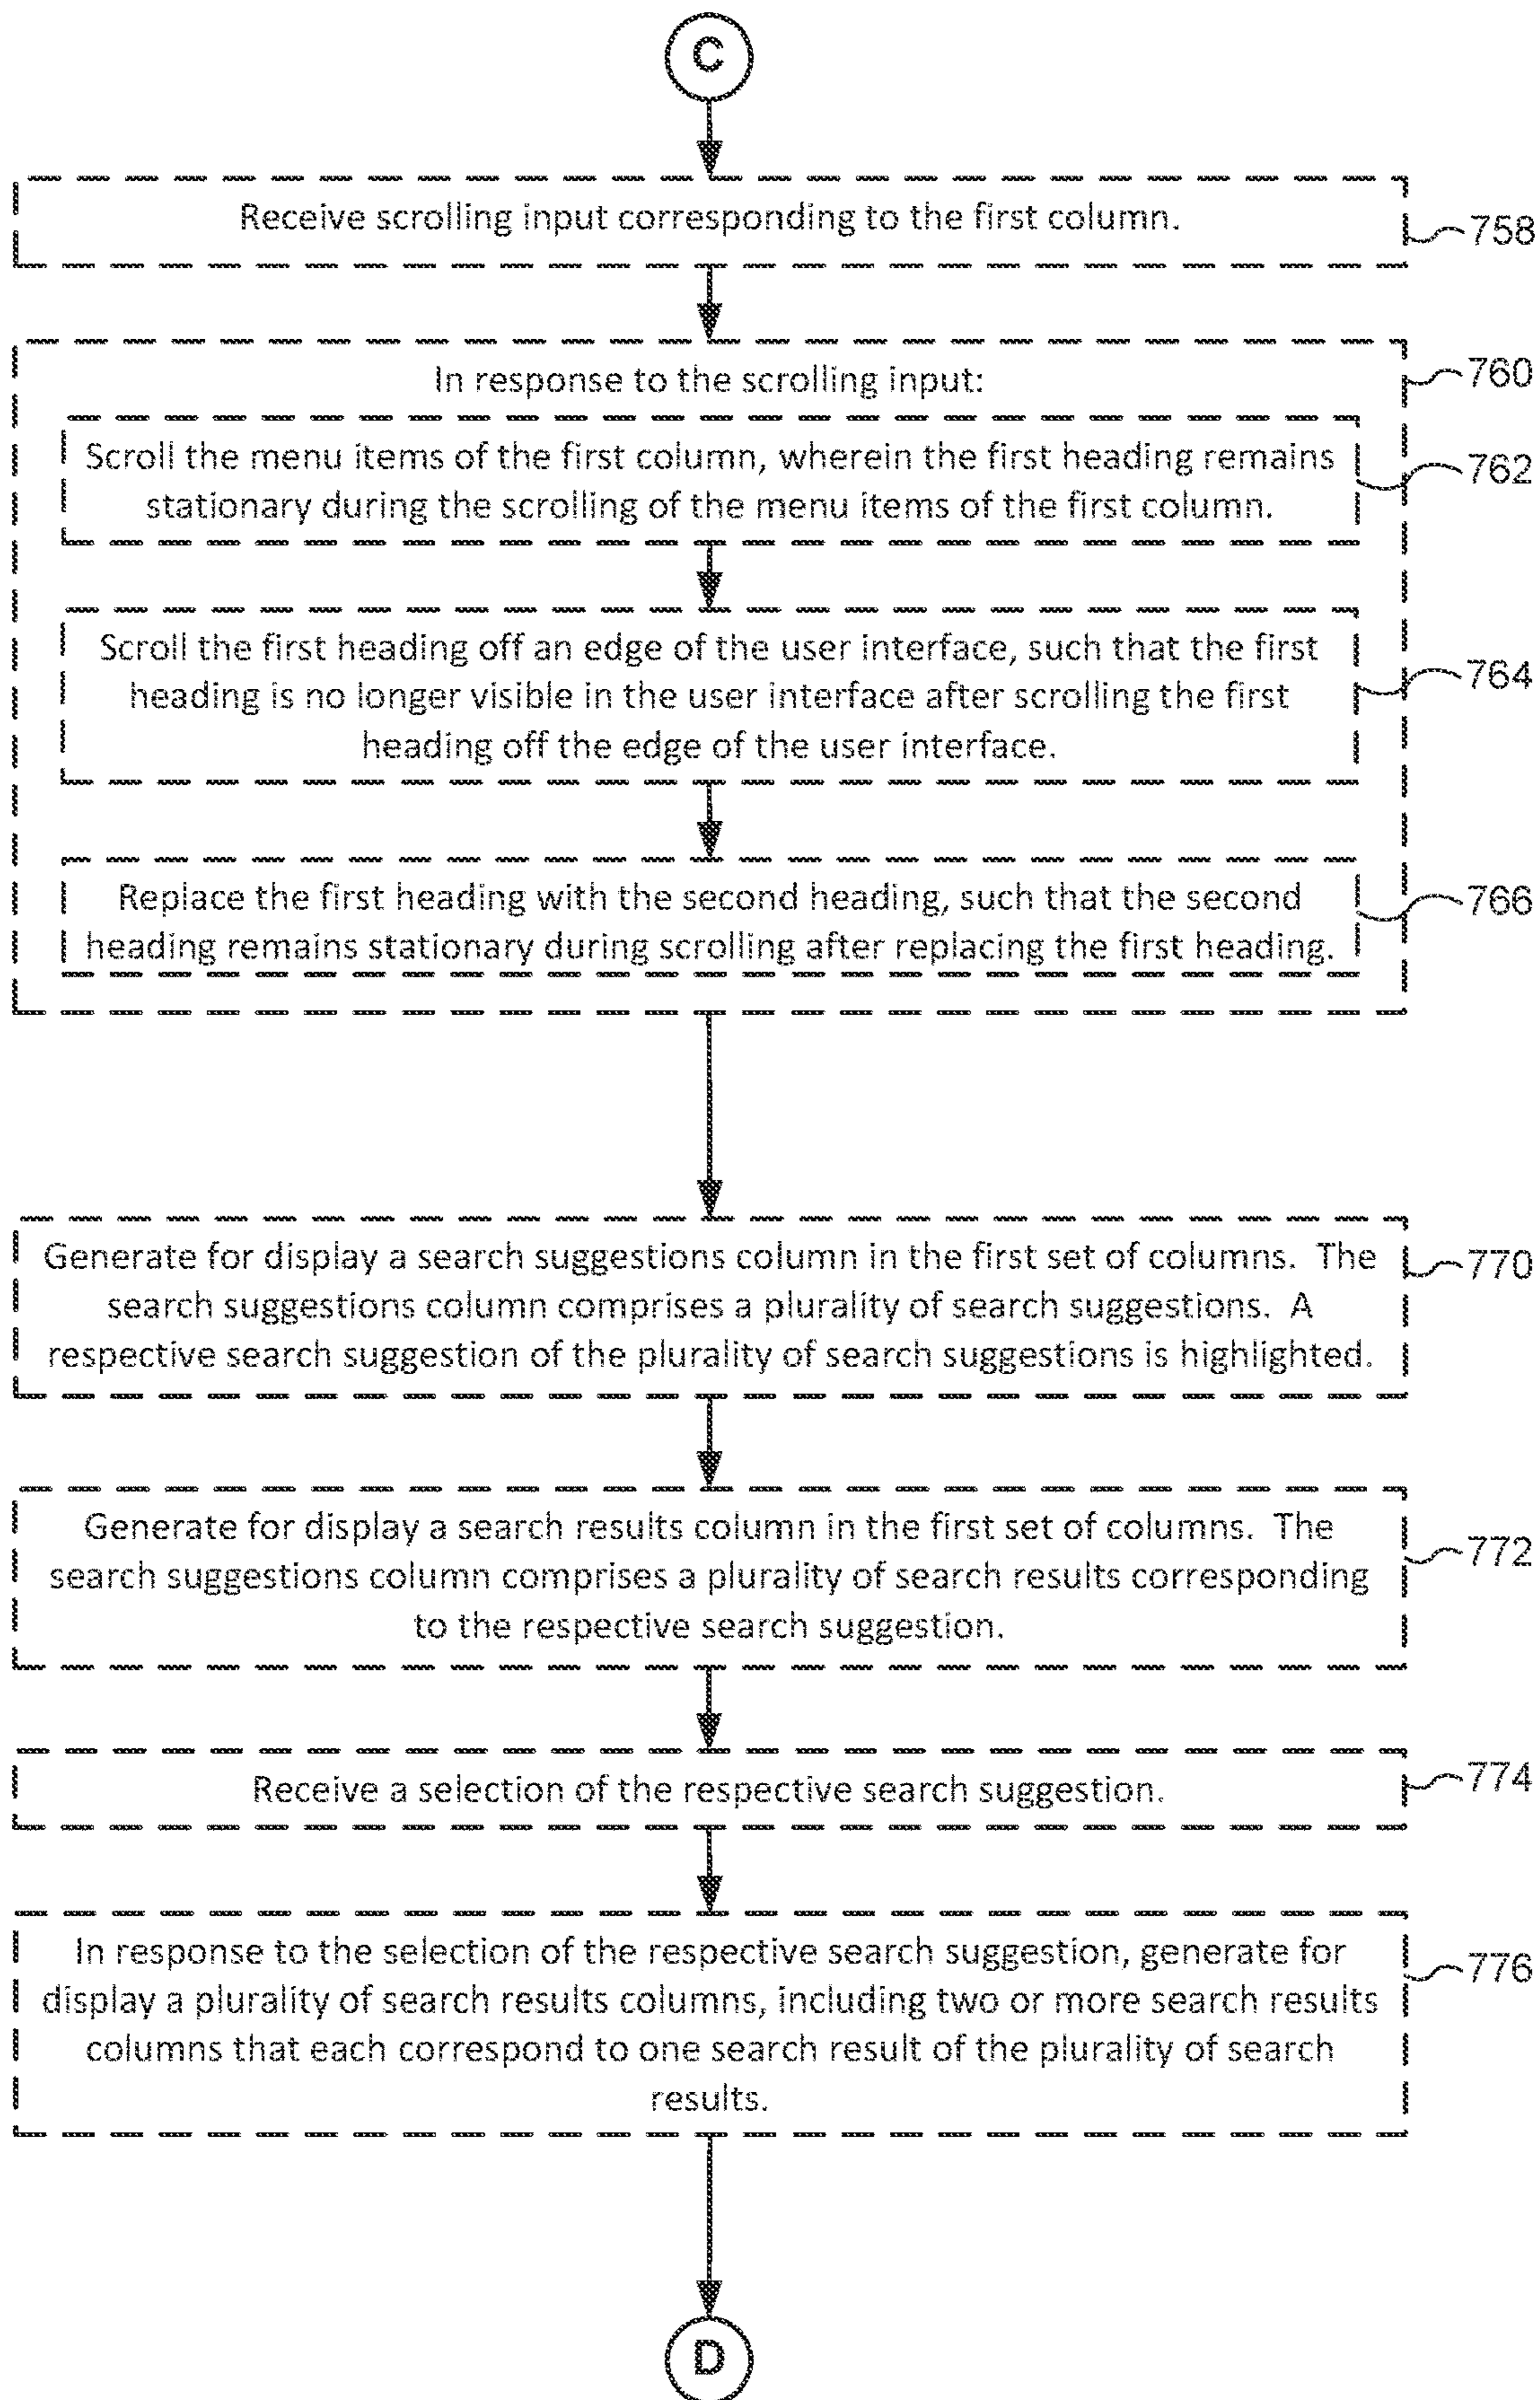 C
Receive scrolling input corresponding to the first column.
758
In response to the scrolling input:
760
Scroll the menu items of the first column, wherein the first heading remains
stationary during the scrolling of the menu items of the first column.
762
Scroll the first heading off an edge of the user interface, such that the first
heading is no longer visible in the user interface after scrolling the first
heading off the edge of the user interface.
764
Replace the first heading with the second heading, such that the second
heading remains stationary during scrolling after replacing the first heading.
766
Generate for display a search suggestions column in the first set of columns. The
search suggestions column comprises a plurality of search suggestions. A
respective search suggestion of the plurality of search suggestions is highlighted.
770
Generate for display a search results column in the first set of columns. The
search suggestions column comprises a plurality of search results corresponding
to the respective search suggestion.
772
Receive a selection of the respective search suggestion.
774
In response to the selection of the respective search suggestion, generate for
display a plurality of search results columns, including two or more search results
columns that each correspond to one search result of the plurality of search
results.
776
D